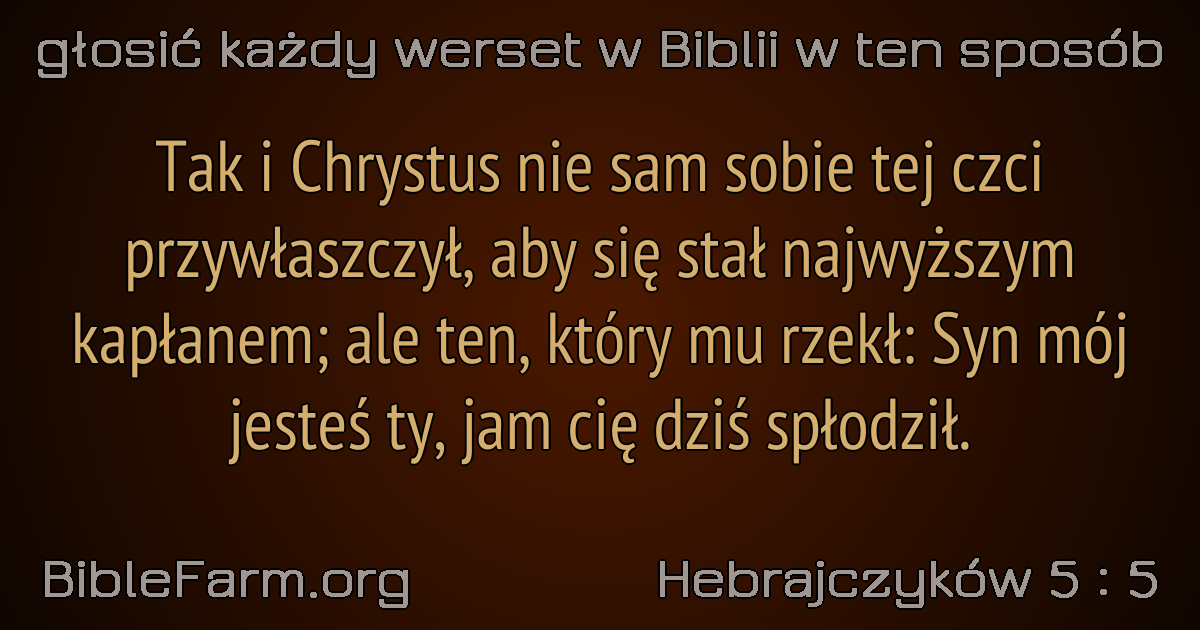 głosić każdy werset w Biblii w ten sposób
Tak i Chrystus nie sam sobie tej czci
przywłaszczył, aby się stał najwyższym
kapłanem; ale ten, który mu rzekł: Syn mój
jesteś ty, jam cię dziś spłodził.
BibleFarm.org
Hebrajczyków 5 : 5